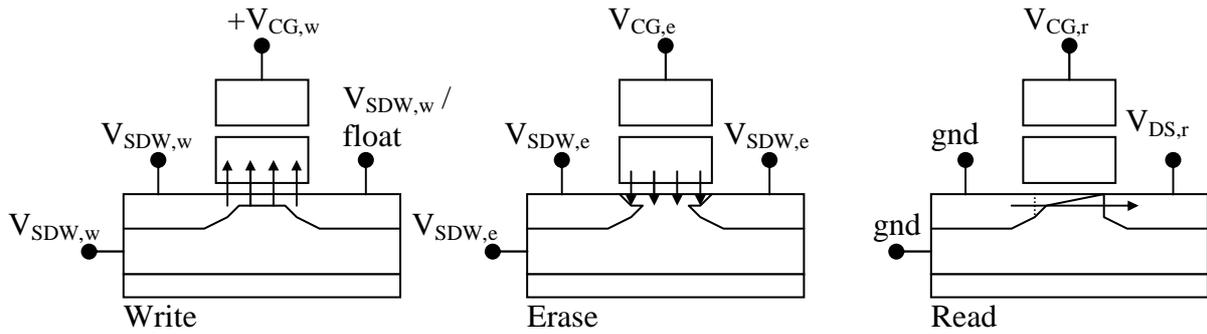 +V_CG,w
V_SDW,w /
float
V_SDW,w
V_SDW,w
Write
V_CG,e
V_SDW,e
V_SDW,e
V_SDW,e
Erase
V_CG,r
gnd
V_DS,r
gnd
Read